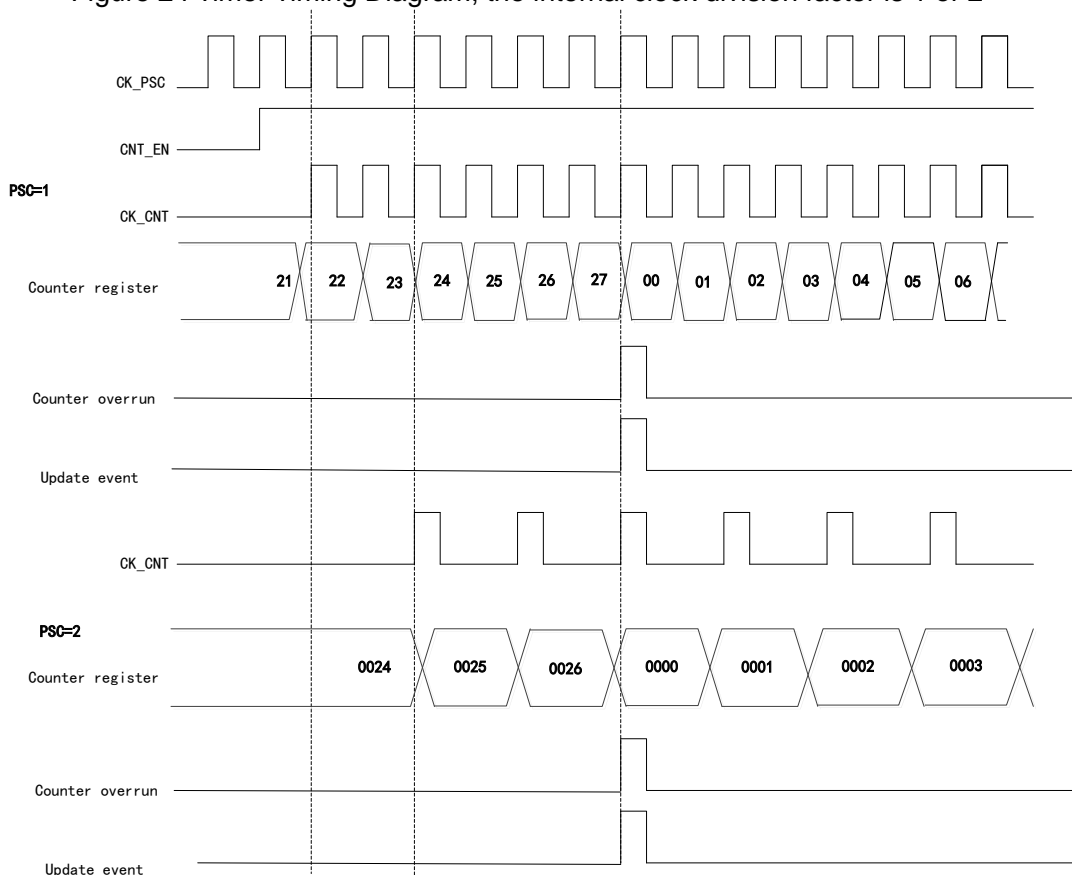 Figure Timer Timing Diagram, the internal clock division factor is 1 or 2
CK_PSC
CNT_EN
PSC=1
CK_CNT
Counter register 21 22 23 24 25 26 27 00 01 02 03 04 05 06
Counter overrun
Update event
CK_CNT
PSC=2
Counter register 0024 0025 0026 0000 0001 0002 0003
Counter overrun
Update event